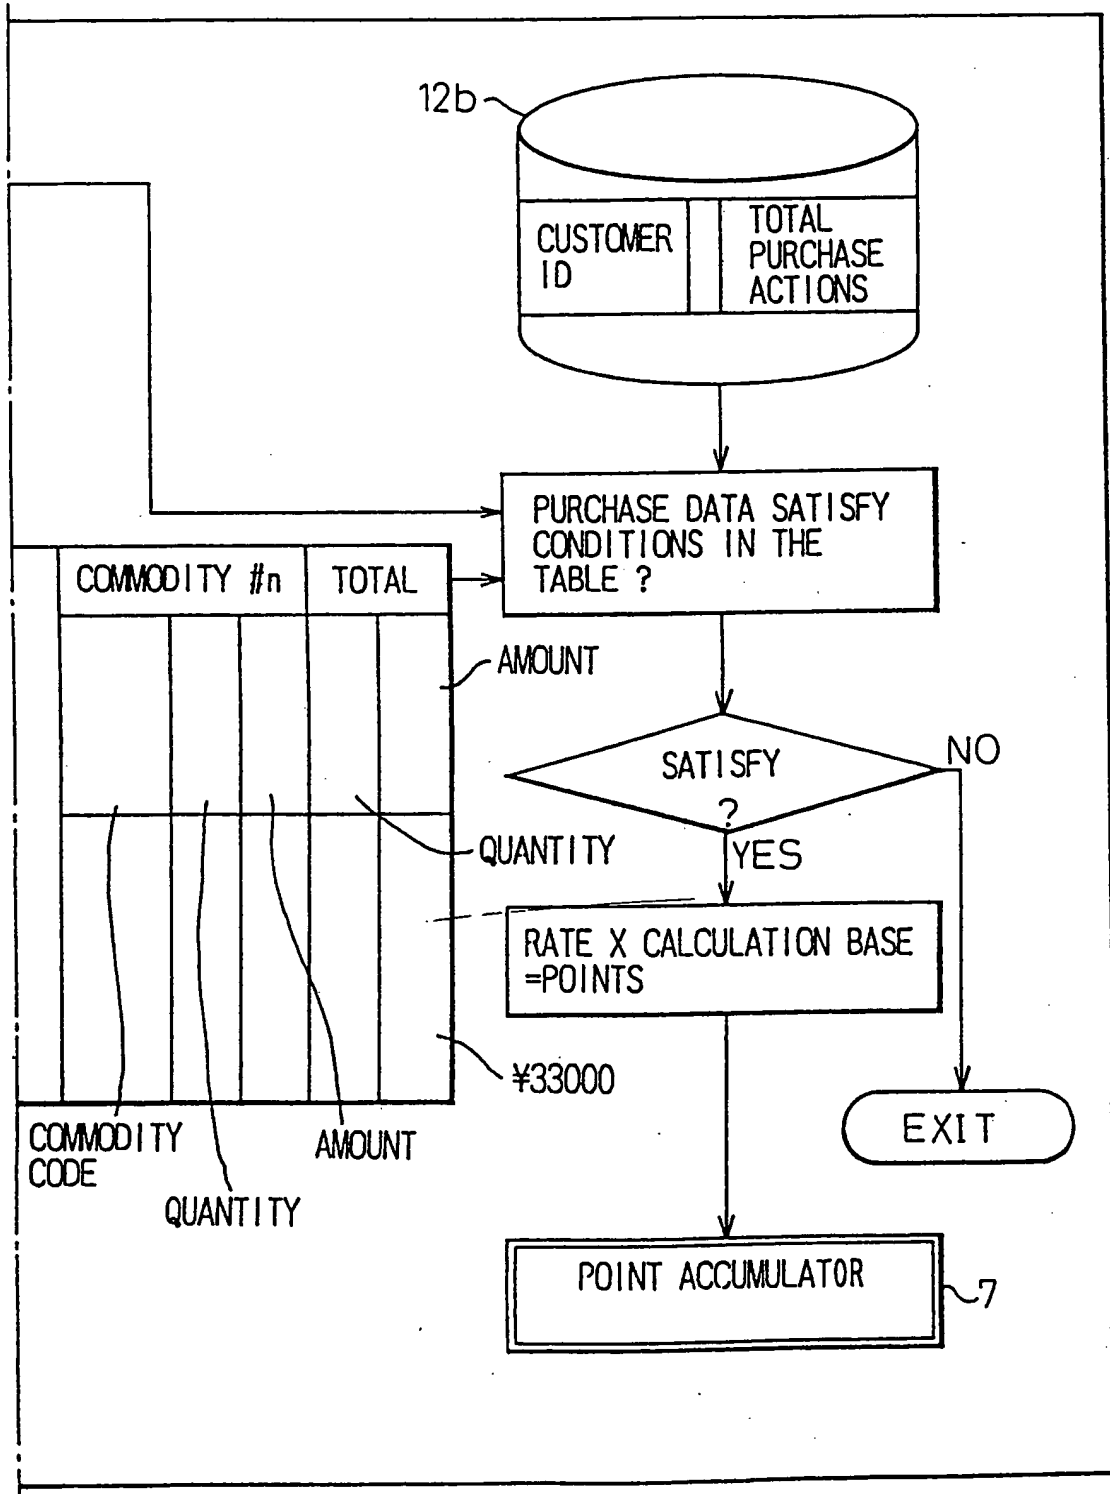 12b
CUSTOMER
ID
TOTAL
PURCHASE
ACTIONS
PURCHASE DATA SATISFY
CONDITIONS IN THE
TABLE ?
COMMODITY #n
TOTAL
AMOUNT
SATISFY
?
NO
QUANTITY
YES
RATE X CALCULATION BASE
=POINTS
¥33000
EXIT
COMMODITY
CODE
AMOUNT
QUANTITY
POINT ACCUMULATOR
7